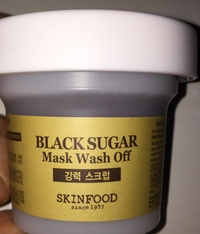 BLACK SUGAR
Mask Wash Off
강력 스크럽
SKINFOOD
since 1957